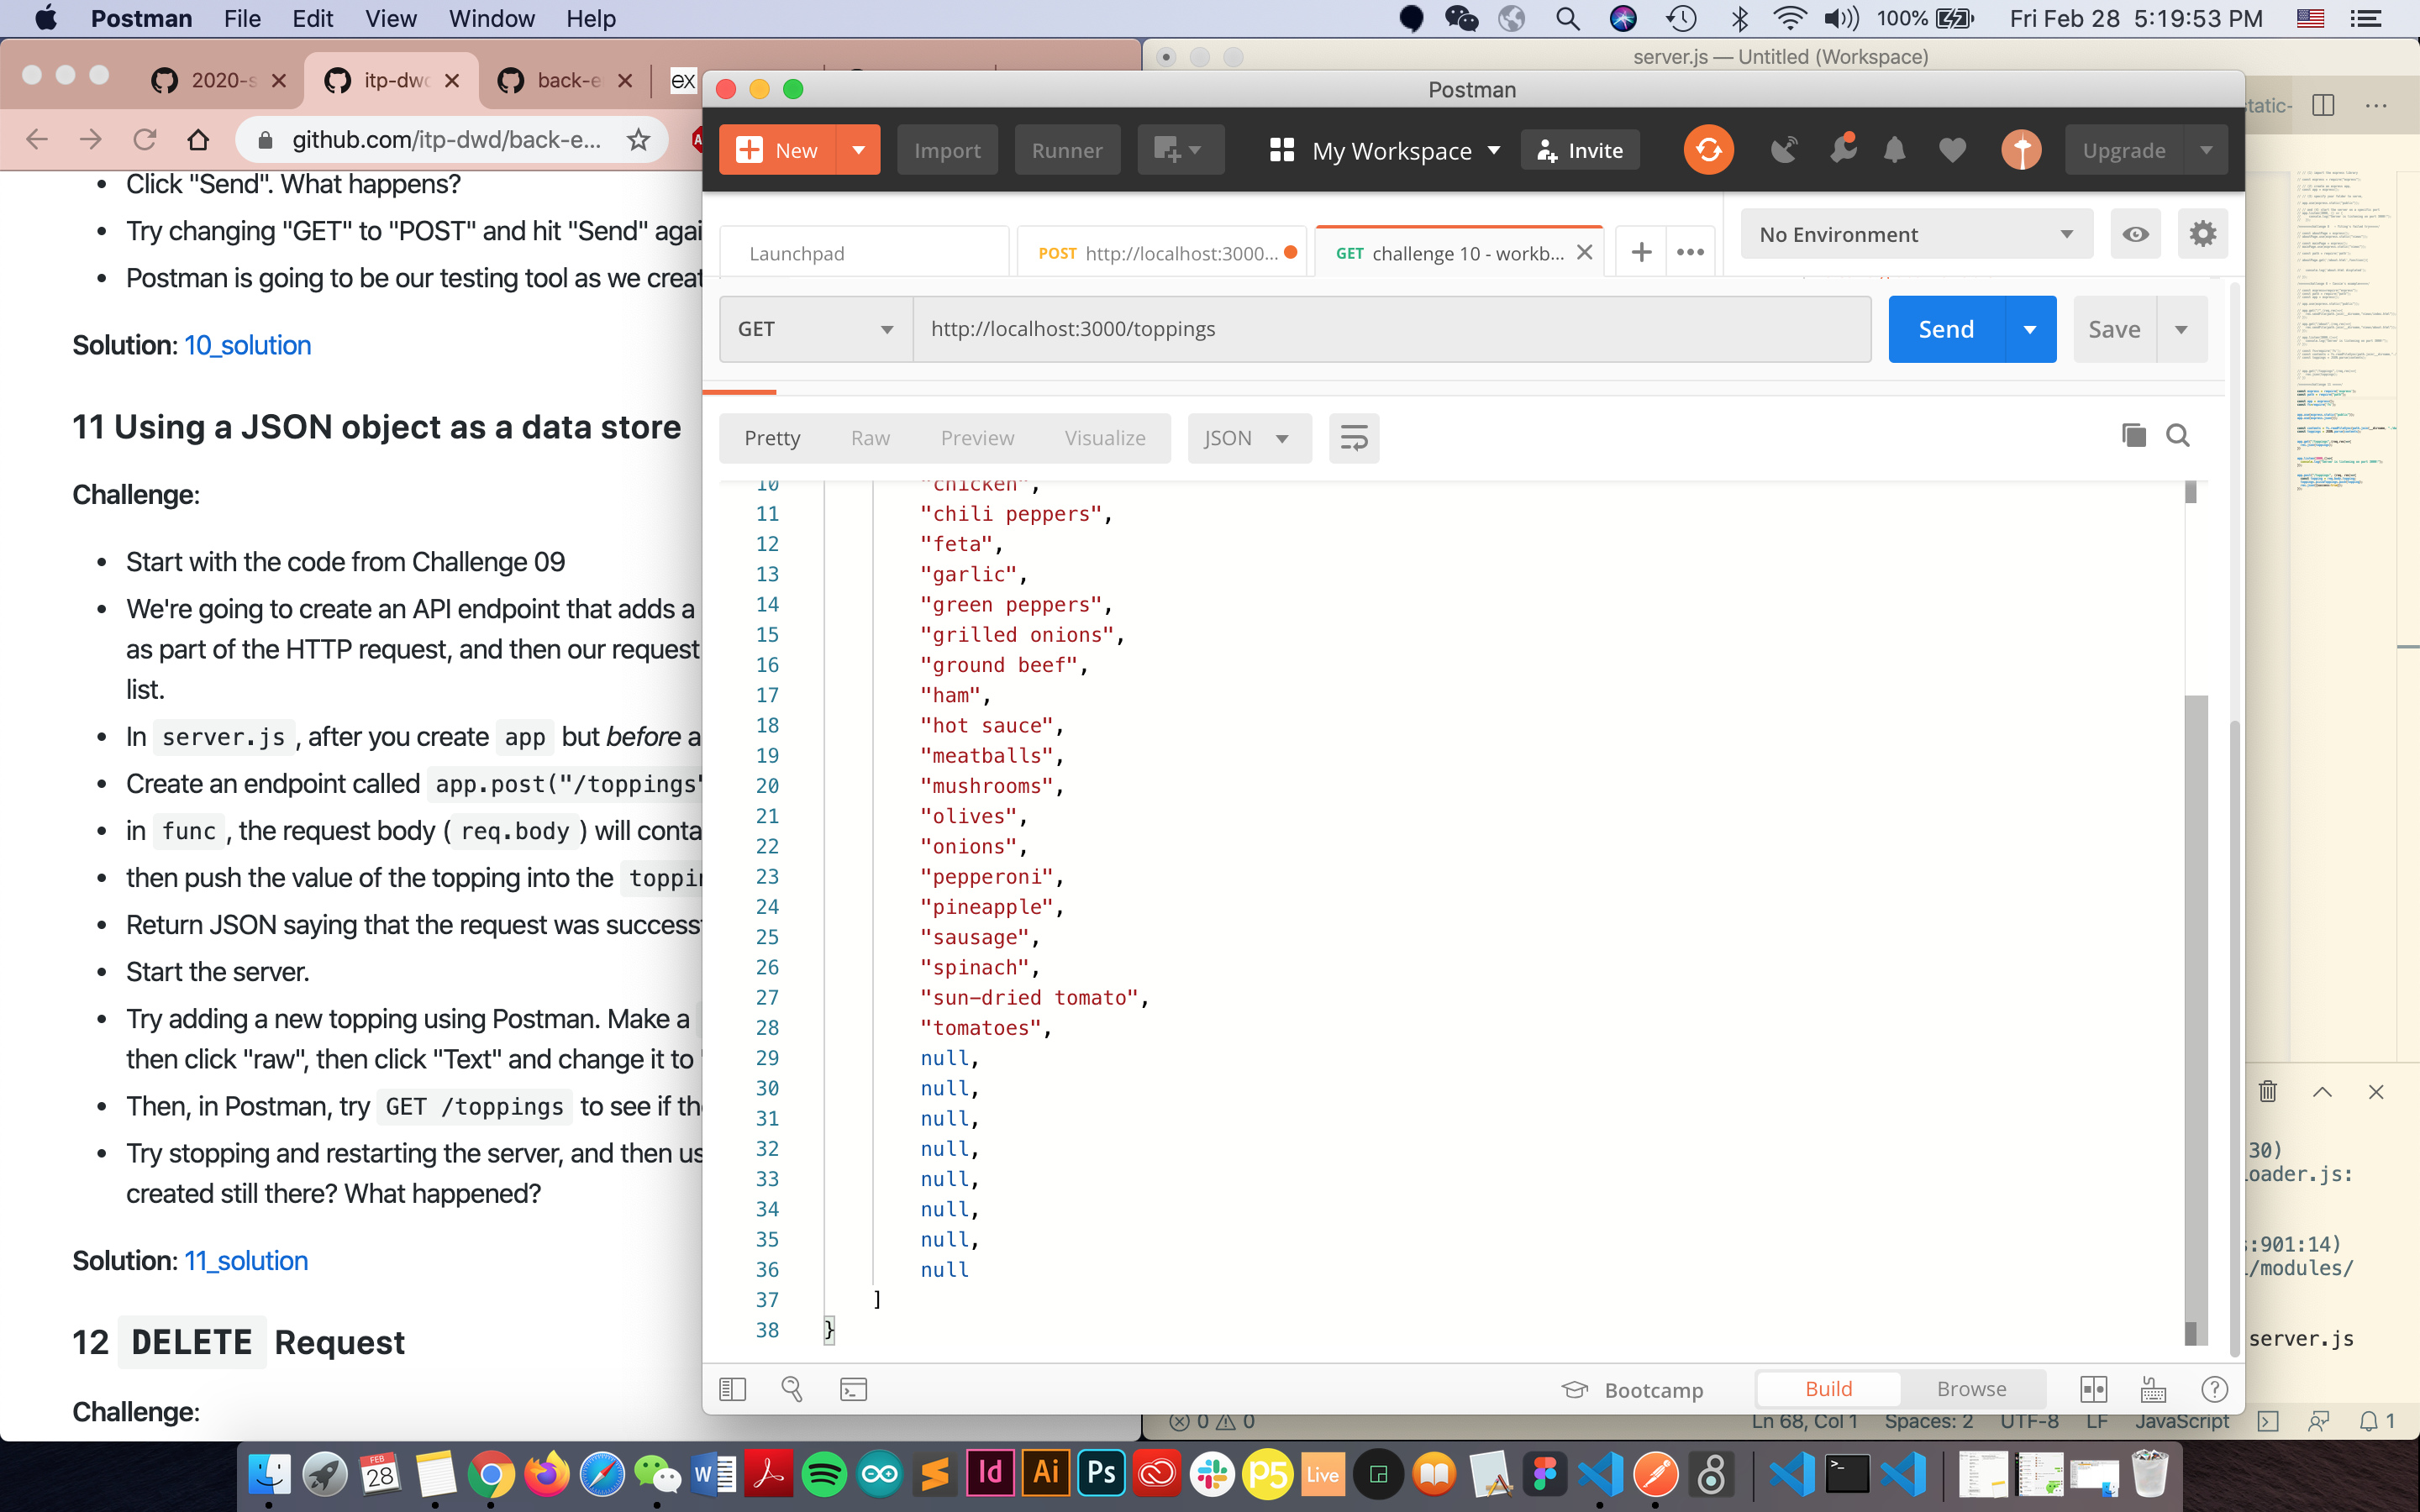 Postman File Edit View Window Help 100% Fri Feb 28 5:19:53 PM
server.js — Untitled (Workspace)
2020-s itp-dwd back-e ex
Postman
github.com/itp-dwd/back-e...
New Import Runner My Workspace Invite Upgrade
Click "Send". What happens?
Try changing "GET" to "POST" and hit "Send" agai
Postman is going to be our testing tool as we creat
Solution: 10_solution
11 Using a JSON object as a data store
Challenge:
Start with the code from Challenge 09
We're going to create an API endpoint that adds a
as part of the HTTP request, and then our request
list.
In server.js , after you create app but before a
Create an endpoint called app.post("/toppings"
in func , the request body ( req.body ) will conta
then push the value of the topping into the toppin
Return JSON saying that the request was success
Start the server.
Try adding a new topping using Postman. Make a
then click "raw", then click "Text" and change it to "
Then, in Postman, try GET /toppings to see if the
Try stopping and restarting the server, and then us
created still there? What happened?
Solution: 11_solution
12 DELETE Request
Challenge:
Launchpad POST http://localhost:3000... GET challenge 10 - workb... No Environment
GET http://localhost:3000/toppings Send Save
Pretty Raw Preview Visualize JSON
10 "chicken",
11 "chili peppers",
12 "feta",
13 "garlic",
14 "green peppers",
15 "grilled onions",
16 "ground beef",
17 "ham",
18 "hot sauce",
19 "meatballs",
20 "mushrooms",
21 "olives",
22 "onions",
23 "pepperoni",
24 "pineapple",
25 "sausage",
26 "spinach",
27 "sun-dried tomato",
28 "tomatoes",
29 null,
30 null,
31 null,
32 null,
33 null,
34 null,
35 null,
36 null
37 ]
38 }
Bootcamp Build Browse
tatic-
30)
oader.js:
:901:14)
/modules/
server.js
0 0 Ln 68, Col 1 Spaces: 2 UTF-8 LF JavaScript 1
FEB
28
W
Id
Ai
Ps
P5
Live